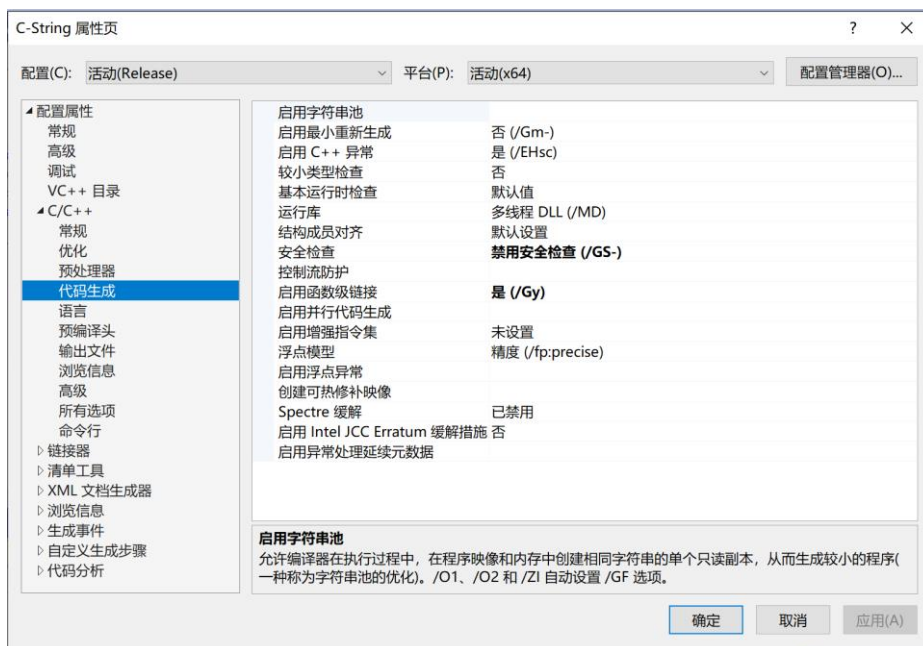 C-String 属性页
? ×
配置(C): 活动(Release) 平台(P): 活动(x64) 配置管理器(O)...
配置属性
常规
高级
调试
VC++ 目录
C/C++
常规
优化
预处理器
代码生成
语言
预编译头
输出文件
浏览信息
高级
所有选项
命令行
链接器
清单工具
XML 文档生成器
浏览信息
生成事件
自定义生成步骤
代码分析
启用字符串池
启用最小重新生成 否 (/Gm-)
启用 C++ 异常 是 (/EHsc)
较小类型检查 否
基本运行时检查 默认值
运行库 多线程 DLL (/MD)
结构成员对齐 默认设置
安全检查 禁用安全检查 (/GS-)
控制流防护
启用函数级链接 是 (/Gy)
启用并行代码生成
启用增强指令集 未设置
浮点模型 精度 (/fp:precise)
启用浮点异常
创建可热修补映像
Spectre 缓解 已禁用
启用 Intel JCC Erratum 缓解措施 否
启用异常处理延续元数据
启用字符串池
允许编译器在执行过程中，在程序映像和内存中创建相同字符串的单个只读副本，从而生成较小的程序(
一种称为字符串池的优化)。/O1、/O2 和 /ZI 自动设置 /GF 选项。
确定 取消 应用(A)